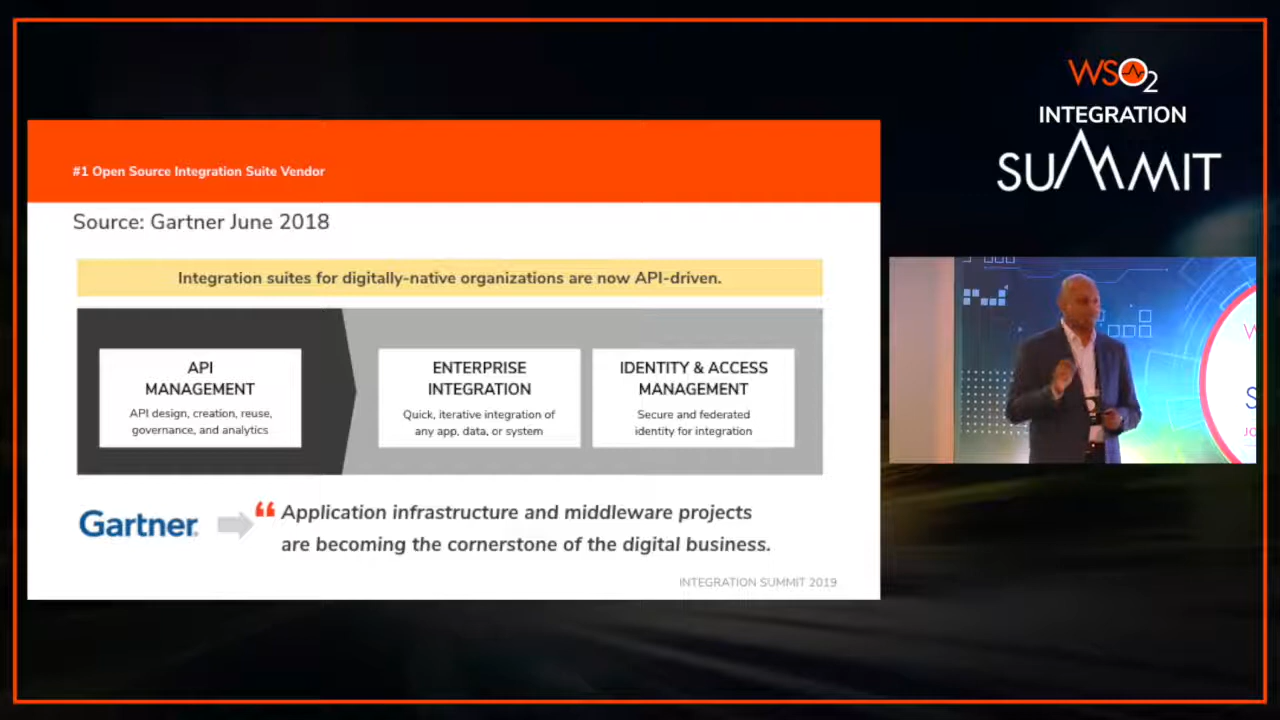 WSO2
INTEGRATION
SUMMIT
#1 Open Source Integration Suite Vendor
Source: Gartner June 2018
Integration suites for digitally-native organizations are now API-driven.
API
MANAGEMENT
API design, creation, reuse,
governance, and analytics
ENTERPRISE
INTEGRATION
Quick, iterative integration of
any app, data, or system
IDENTITY & ACCESS
MANAGEMENT
Secure and federated
identity for integration
Gartner
“ Application infrastructure and middleware projects
are becoming the cornerstone of the digital business.
INTEGRATION SUMMIT 2019